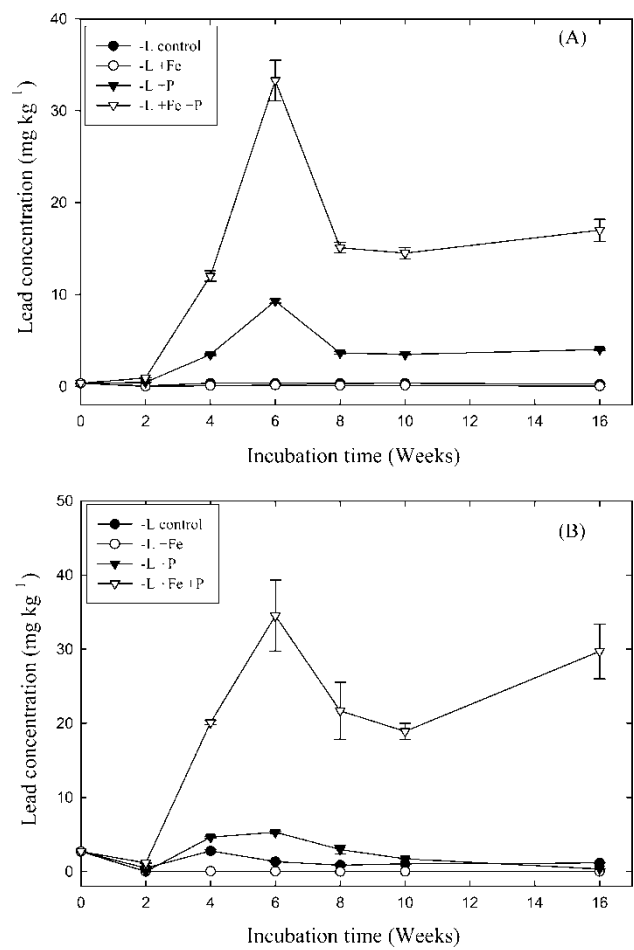 40
30
20
10
0
Lead concentration (mg kg⁻¹)
-L control
-L +Fe
-L +P
-L +Fe +P
(A)
0 2 4 6 8 10 12 14 16
Incubation time (Weeks)
50
40
30
20
10
0
Lead concentration (mg kg⁻¹)
-L control
-L +Fe
-L +P
-L +Fe +P
(B)
0 2 4 6 8 10 12 14 16
Incubation time (Weeks)